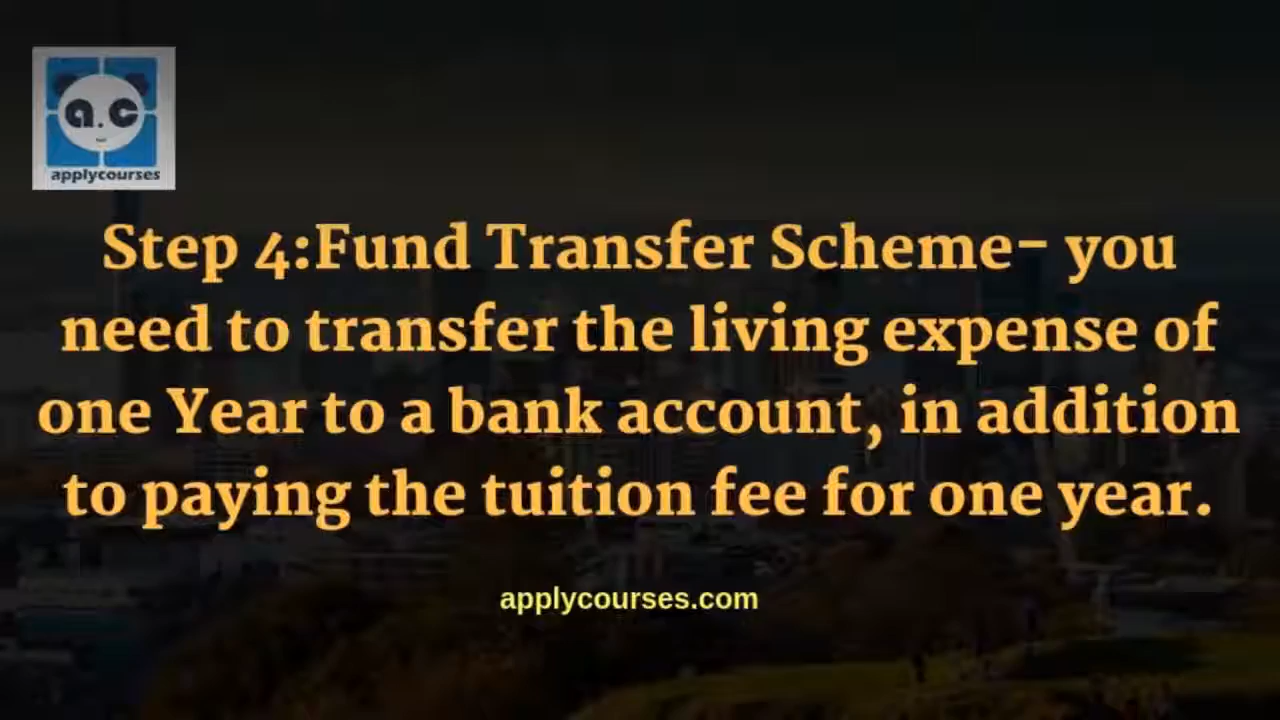 a.c
applycourses
Step 4:Fund Transfer Scheme- you
need to transfer the living expense of
one Year to a bank account, in addition
to paying the tuition fee for one year.
applycourses.com